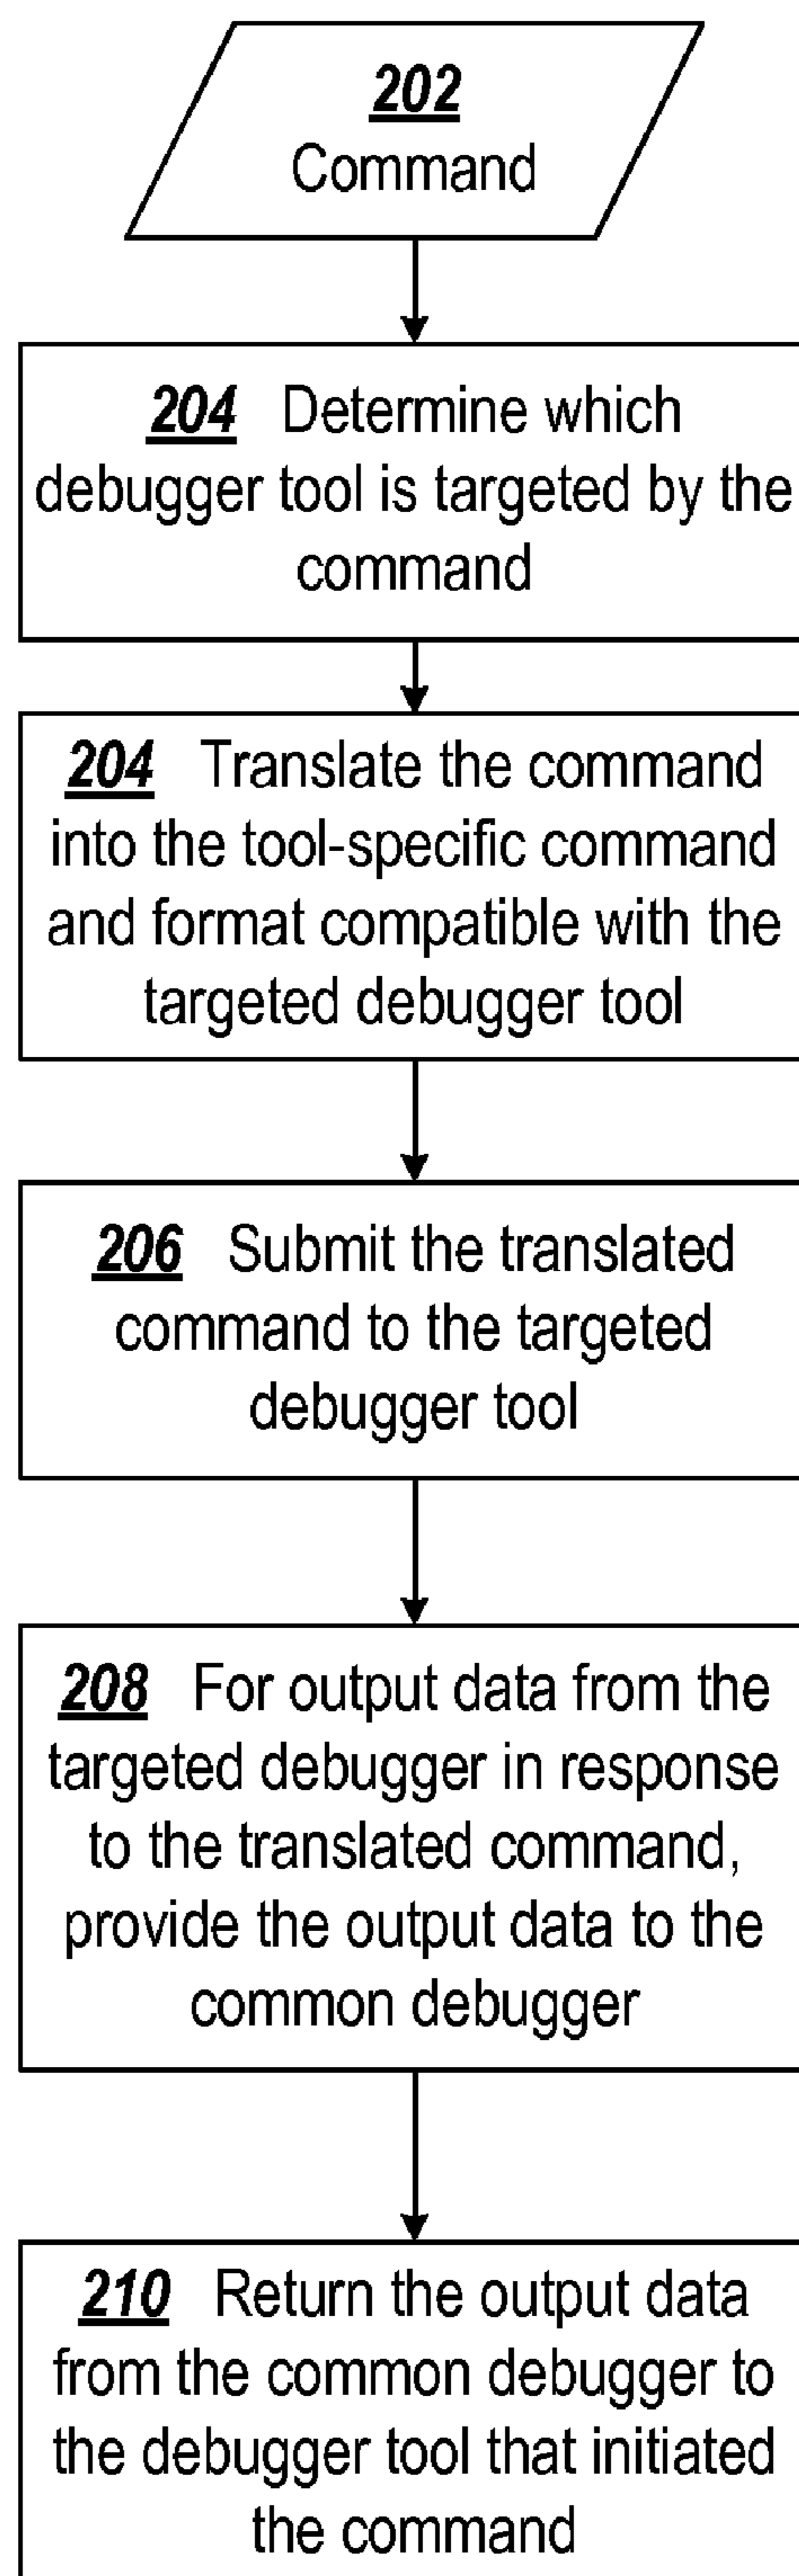 202
Command
204 Determine which
debugger tool is targeted by the
command
204 Translate the command
into the tool-specific command
and format compatible with the
targeted debugger tool
206 Submit the translated
command to the targeted
debugger tool
208 For output data from the
targeted debugger in response
to the translated command,
provide the output data to the
common debugger
210 Return the output data
from the common debugger to
the debugger tool that initiated
the command